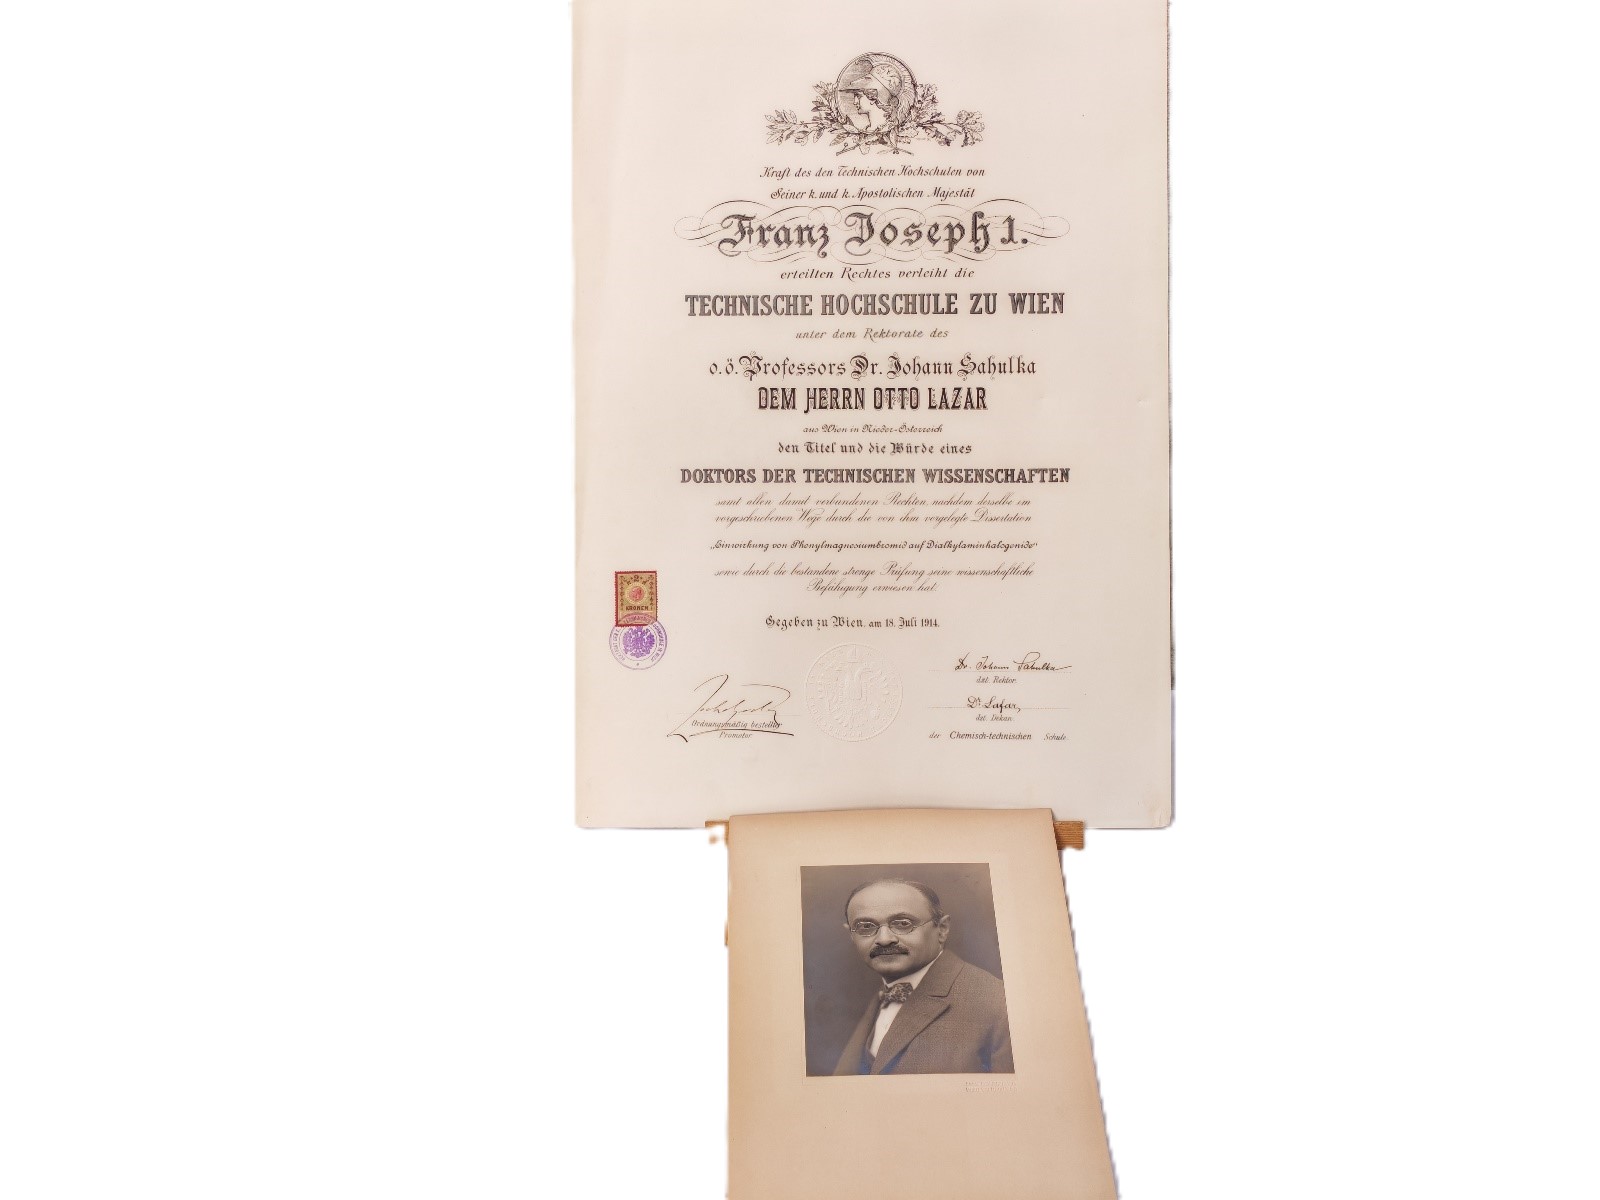 Kraft des den Technischen Hochschulen von
Seiner k. und k. Apostolischen Majestät
Franz Joseph I.
erteilten Rechtes verleiht die
TECHNISCHE HOCHSCHULE ZU WIEN
unter dem Rektorate des
o. ö. Professors Dr. Johann Sahulka
DEM HERRN OTTO LAZAR
aus Wien in Nieder-Österreich
den Titel und die Würde eines
DOKTORS DER TECHNISCHEN WISSENSCHAFTEN
samt allen damit verbundenen Rechten, nachdem derselbe im
vorgeschriebenen Wege durch die von ihm vorgelegte Dissertation
„Einwirkung von Phenylmagnesiumbromid auf Dialkylaminhalogenide“
sowie durch die bestandene strenge Prüfung seine wissenschaftliche
Befähigung erwiesen hat.
2
KRONEN
Gegeben zu Wien, am 18. Juli 1914.
Dr. Johann Sahulka
dzt. Rektor.
Dr. Safar,
dzt. Dekan
der Chemisch-technischen Schule.
Ordnungsmäßig bestellter
Promotor